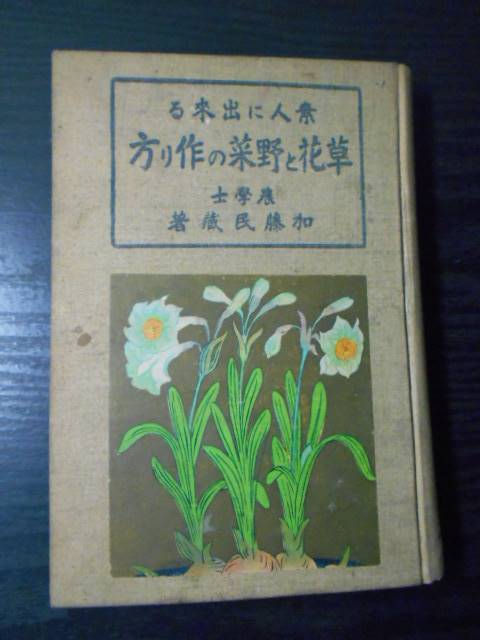 素人に出来る
草花と野菜の作り方
農學士
加藤民蔵著